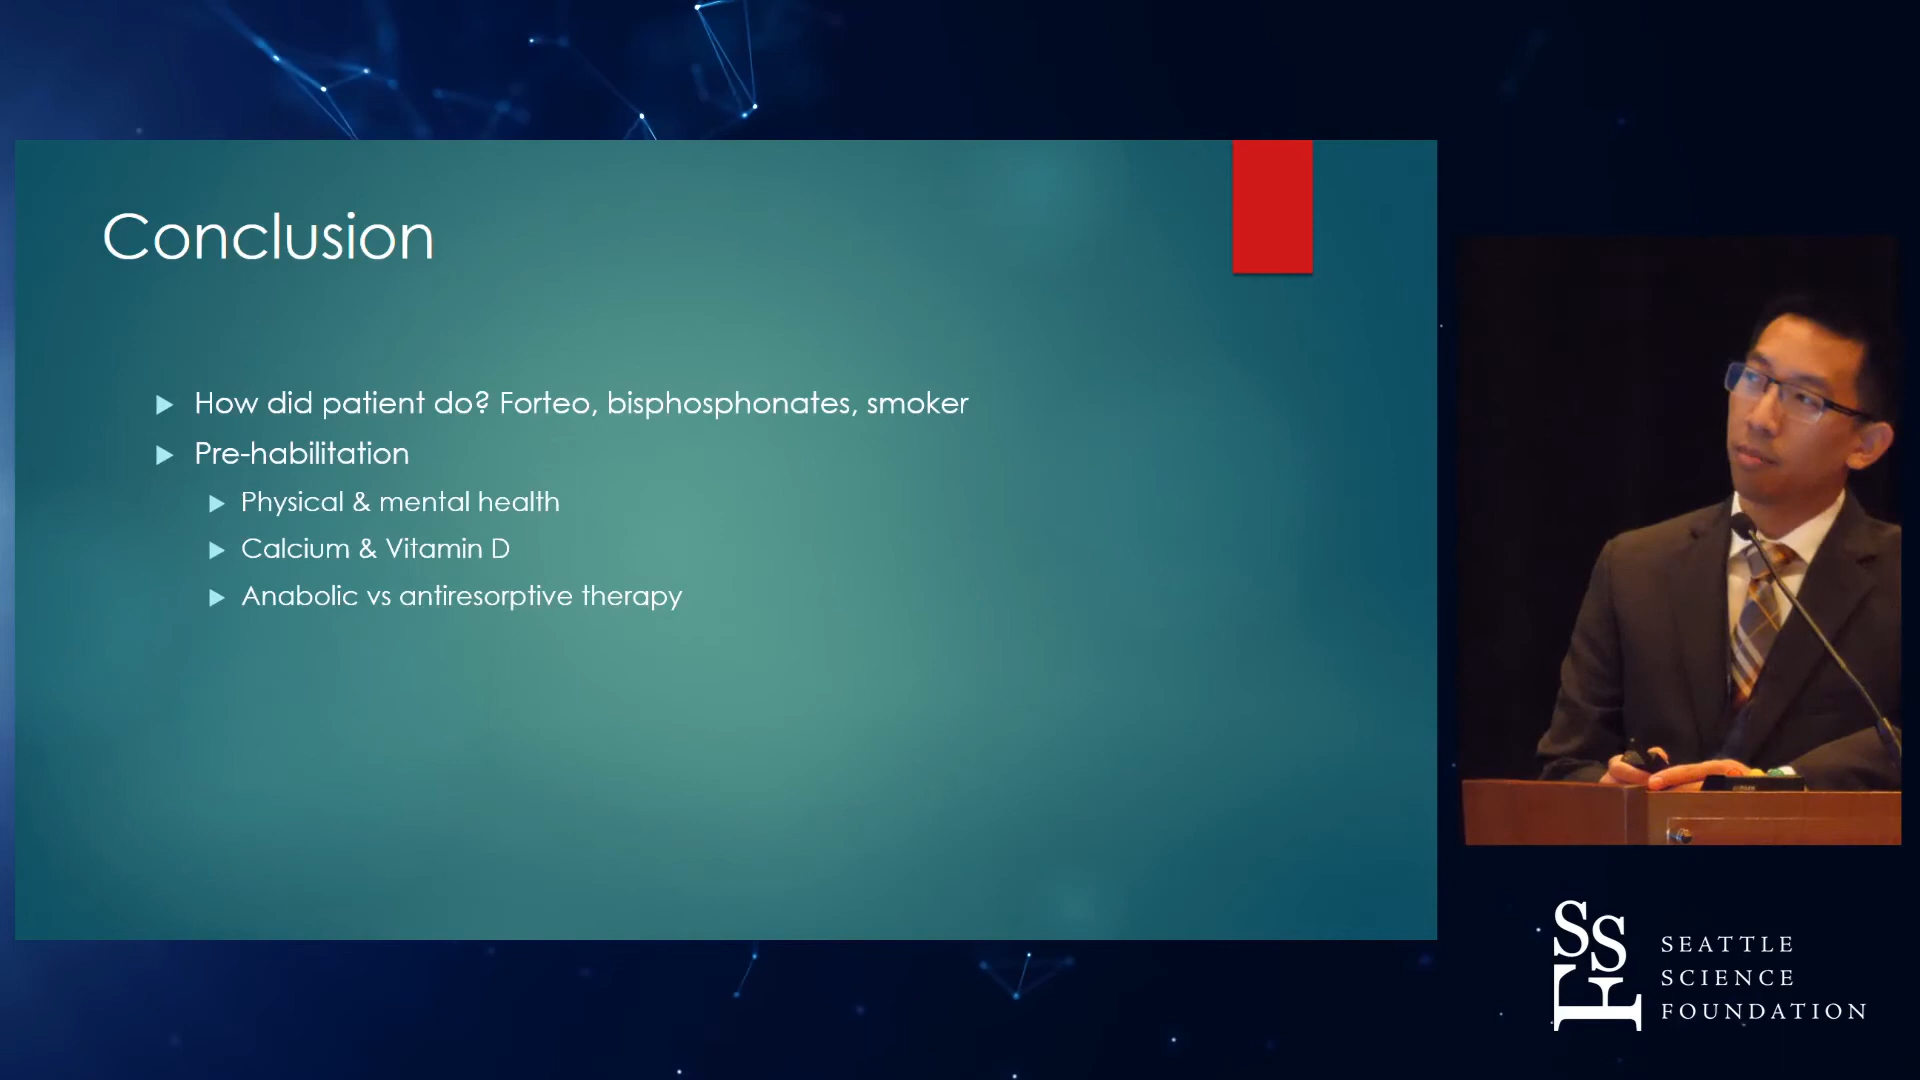 Conclusion
How did patient do? Forteo, bisphosphonates, smoker
Pre-habilitation
Physical & mental health
Calcium & Vitamin D
Anabolic vs antiresorptive therapy
SSF
SEATTLE
SCIENCE
FOUNDATION